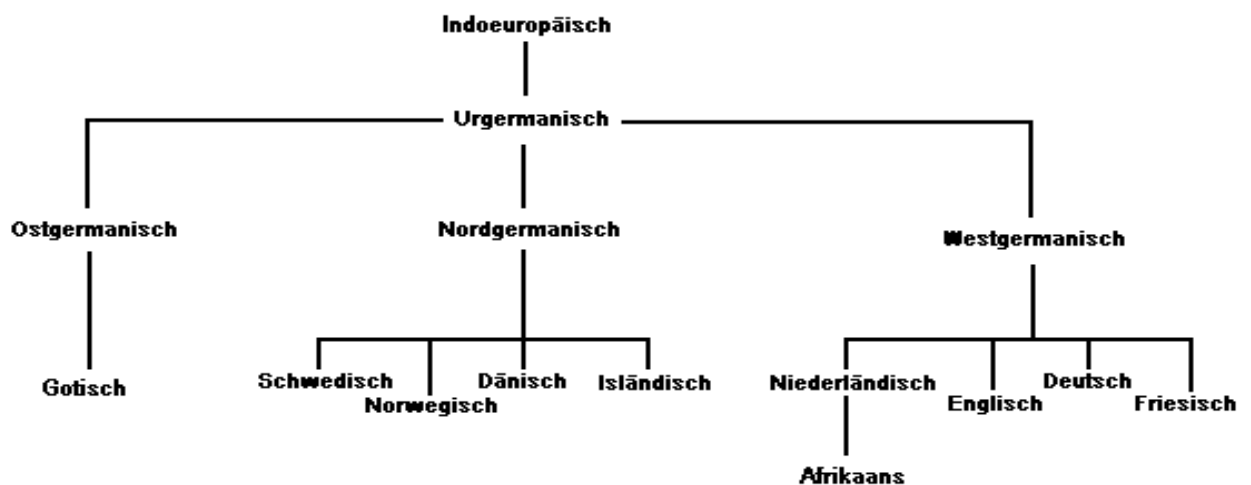 Indoeuropäisch
Urgermanisch
Ostgermanisch
Nordgermanisch
Westgermanisch
Gotisch
Schwedisch
Norwegisch
Dänisch
Isländisch
Niederländisch
Englisch
Deutsch
Friesisch
Afrikaans